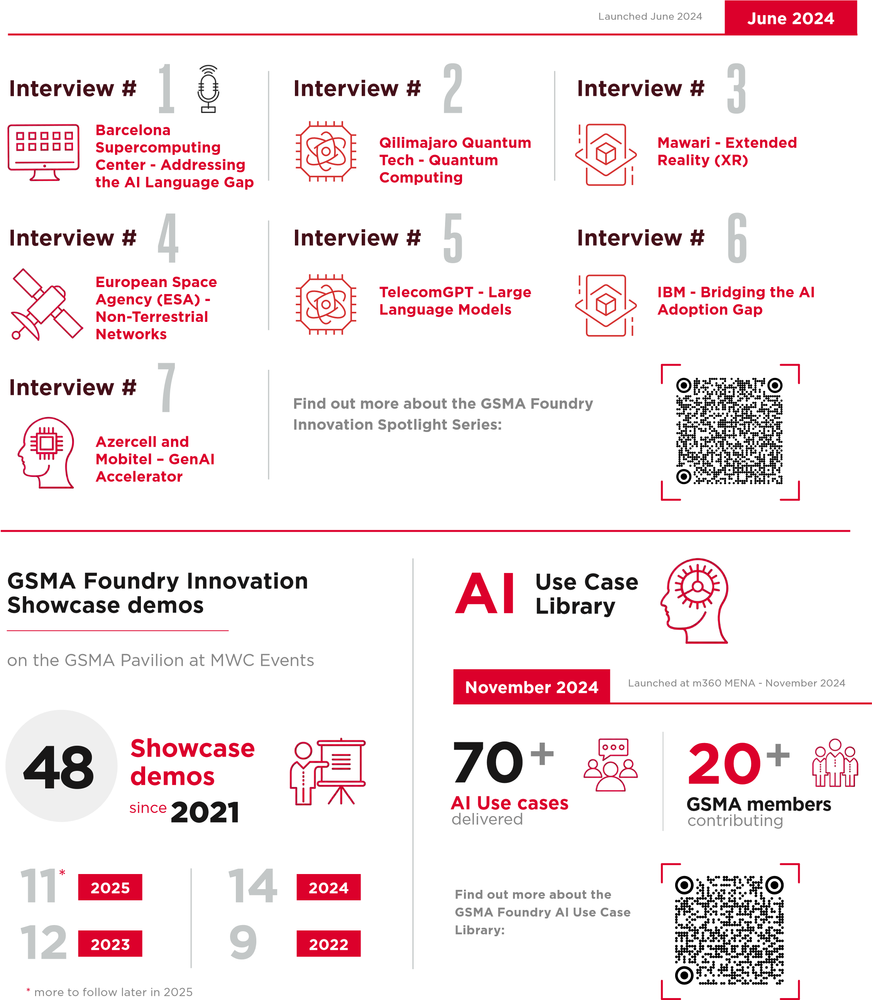 Launched June 2024
June 2024
Interview # 1
Barcelona
Supercomputing
Center - Addressing
the AI Language Gap
Interview # 2
Qilimajaro Quantum
Tech - Quantum
Computing
Interview # 3
Mawari - Extended
Reality (XR)
Interview # 4
European Space
Agency (ESA) -
Non-Terrestrial
Networks
Interview # 5
TelecomGPT - Large
Language Models
Interview # 6
IBM - Bridging the AI
Adoption Gap
Interview # 7
Azercell and
Mobitel – GenAI
Accelerator
Find out more about the GSMA Foundry
Innovation Spotlight Series:
GSMA Foundry Innovation
Showcase demos
on the GSMA Pavilion at MWC Events
48
Showcase
demos
since 2021
11* 2025
14 2024
12 2023
9 2022
* more to follow later in 2025
AI Use Case
Library
November 2024
Launched at m360 MENA - November 2024
70+
AI Use cases
delivered
20+
GSMA members
contributing
Find out more about the
GSMA Foundry AI Use Case
Library: